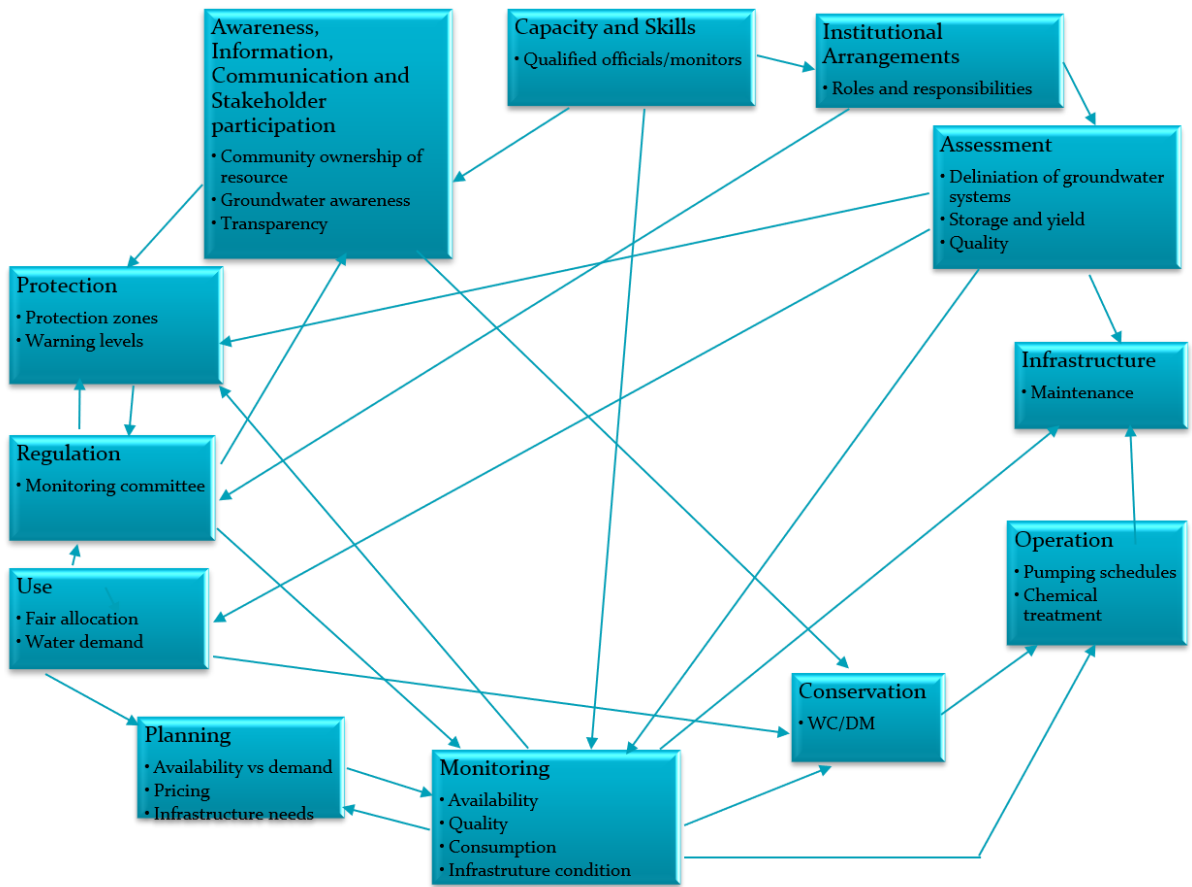 Awareness,
Information,
Communication and
Stakeholder
participation
• Community ownership of
resource
• Groundwater awareness
• Transparency
Capacity and Skills
• Qualified officials/monitors
Institutional
Arrangements
• Roles and responsibilities
Assessment
• Deliniation of groundwater
systems
• Storage and yield
• Quality
Protection
• Protection zones
• Warning levels
Infrastructure
• Maintenance
Regulation
• Monitoring committee
Operation
• Pumping schedules
• Chemical
treatment
Use
• Fair allocation
• Water demand
Conservation
• WC/DM
Planning
• Availability vs demand
• Pricing
• Infrastructure needs
Monitoring
• Availability
• Quality
• Consumption
• Infrastruture condition